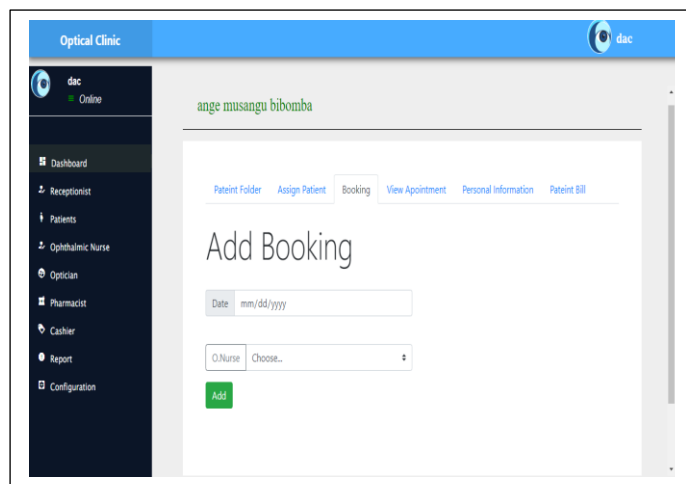 Optical Clinic
dac
dac
Online
ange musangu bibomba
Dashboard
Receptionist
Patients
Ophthalmic Nurse
Optician
Pharmacist
Cashier
Report
Configuration
Pateint Folder Assign Patient Booking View Apointment Personal Information Pateint Bill
Add Booking
Date mm/dd/yyyy
O.Nurse Choose...
Add